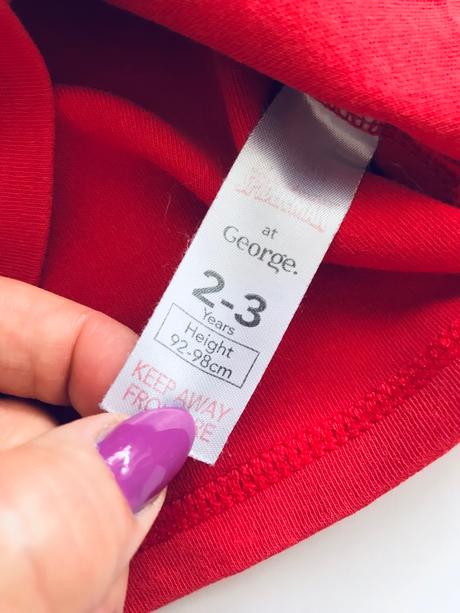 at
George.
2-3
Years
Height
92-98cm
KEEP AWAY